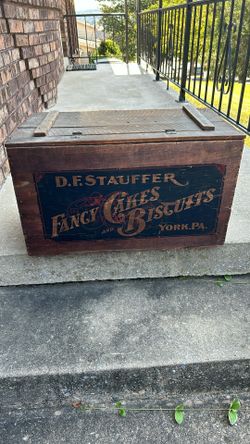 D.F. STAUFFER
FANCY CAKES AND BISCUITS
YORK, PA.